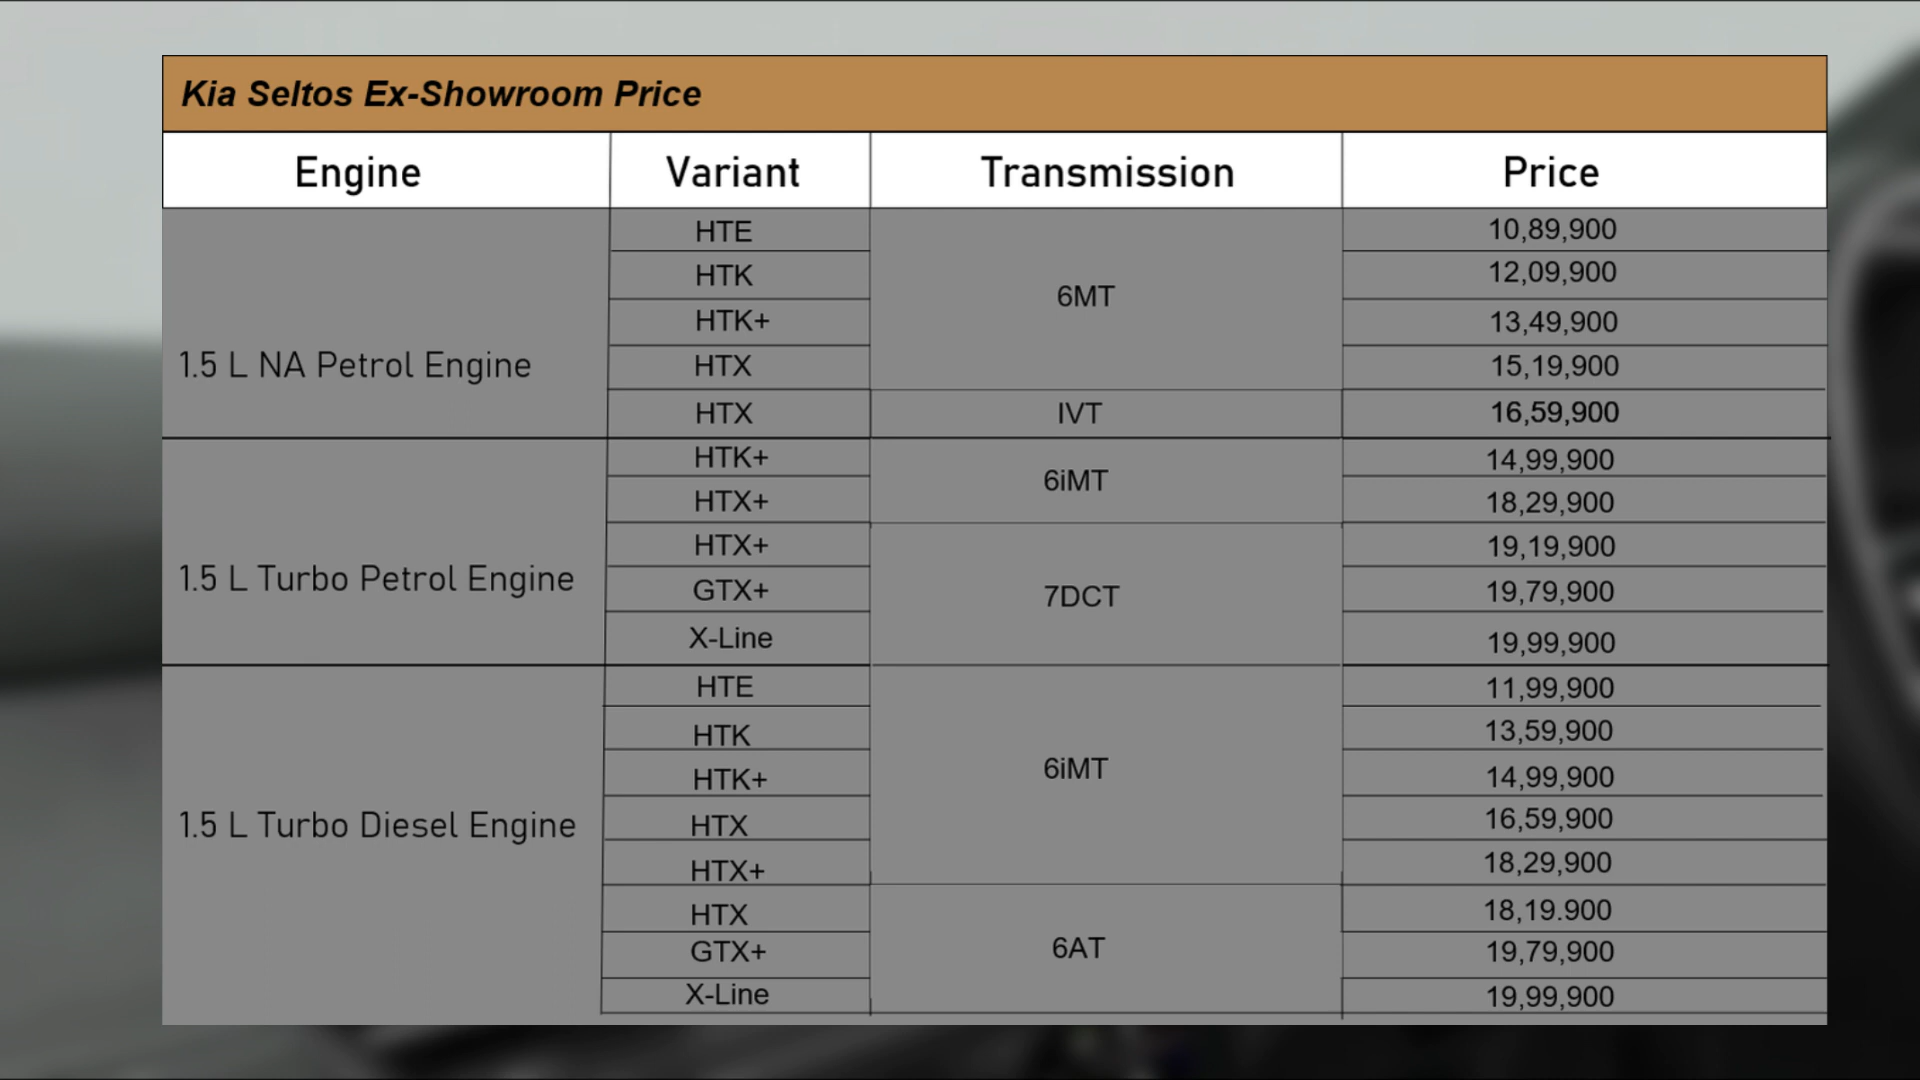 Kia Seltos Ex-Showroom Price
Engine Variant Transmission Price
HTE 10,89,900
HTK 12,09,900
6MT
HTK+ 13,49,900
1.5 L NA Petrol Engine HTX 15,19,900
HTX IVT 16,59,900
HTK+ 14,99,900
6iMT
HTX+ 18,29,900
HTX+ 19,19,900
1.5 L Turbo Petrol Engine GTX+ 7DCT 19,79,900
X-Line 19,99,900
HTE 11,99,900
HTK 13,59,900
6iMT
HTK+ 14,99,900
1.5 L Turbo Diesel Engine HTX 16,59,900
HTX+ 18,29,900
HTX 18,19.900
GTX+ 6AT 19,79,900
X-Line 19,99,900